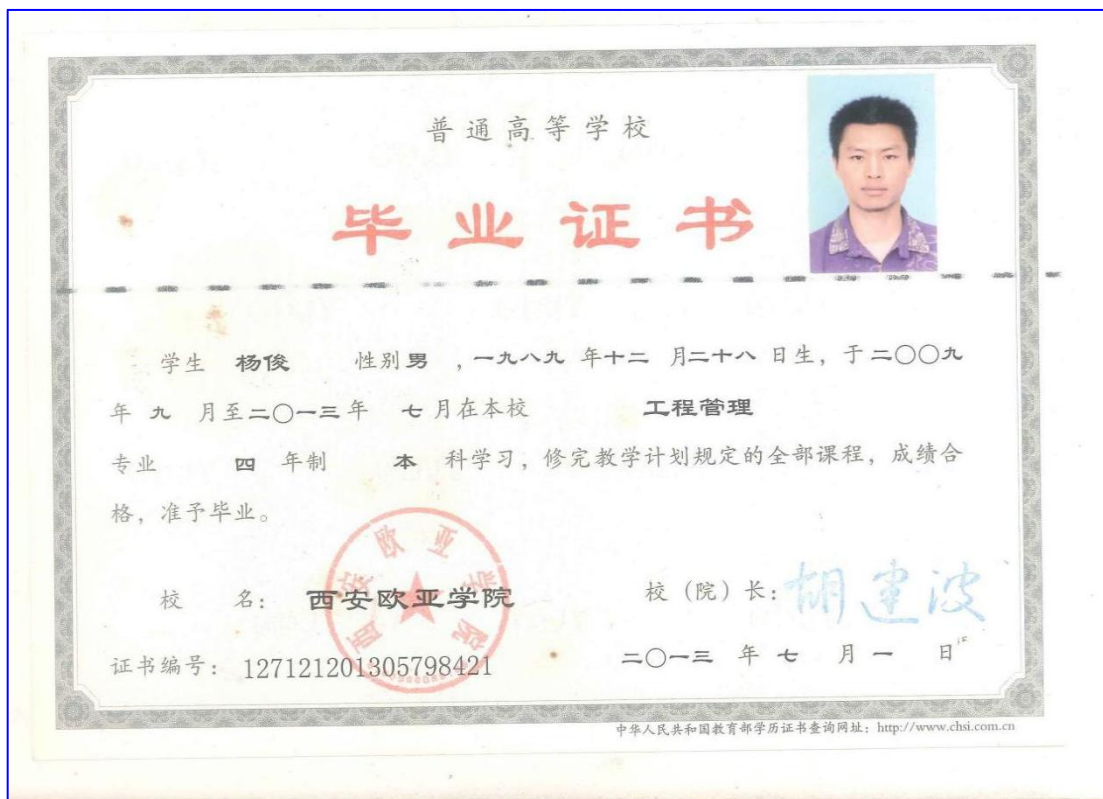 普通高等学校
毕业证书
学生 杨俊 性别 男 ，一九八九 年十二 月二十八 日生，于二〇〇九
年 九 月至二〇一三年 七月在本校 工程管理
专业 四 年制 本 科学习，修完教学计划规定的全部课程，成绩合
格，准予毕业。
西安欧亚学院
校 名： 西安欧亚学院 校（院）长：胡建波
证书编号： 127121201305798421 二〇一三 年 七 月 一 日
中华人民共和国教育部学历证书查询网址：http://www.chsi.com.cn